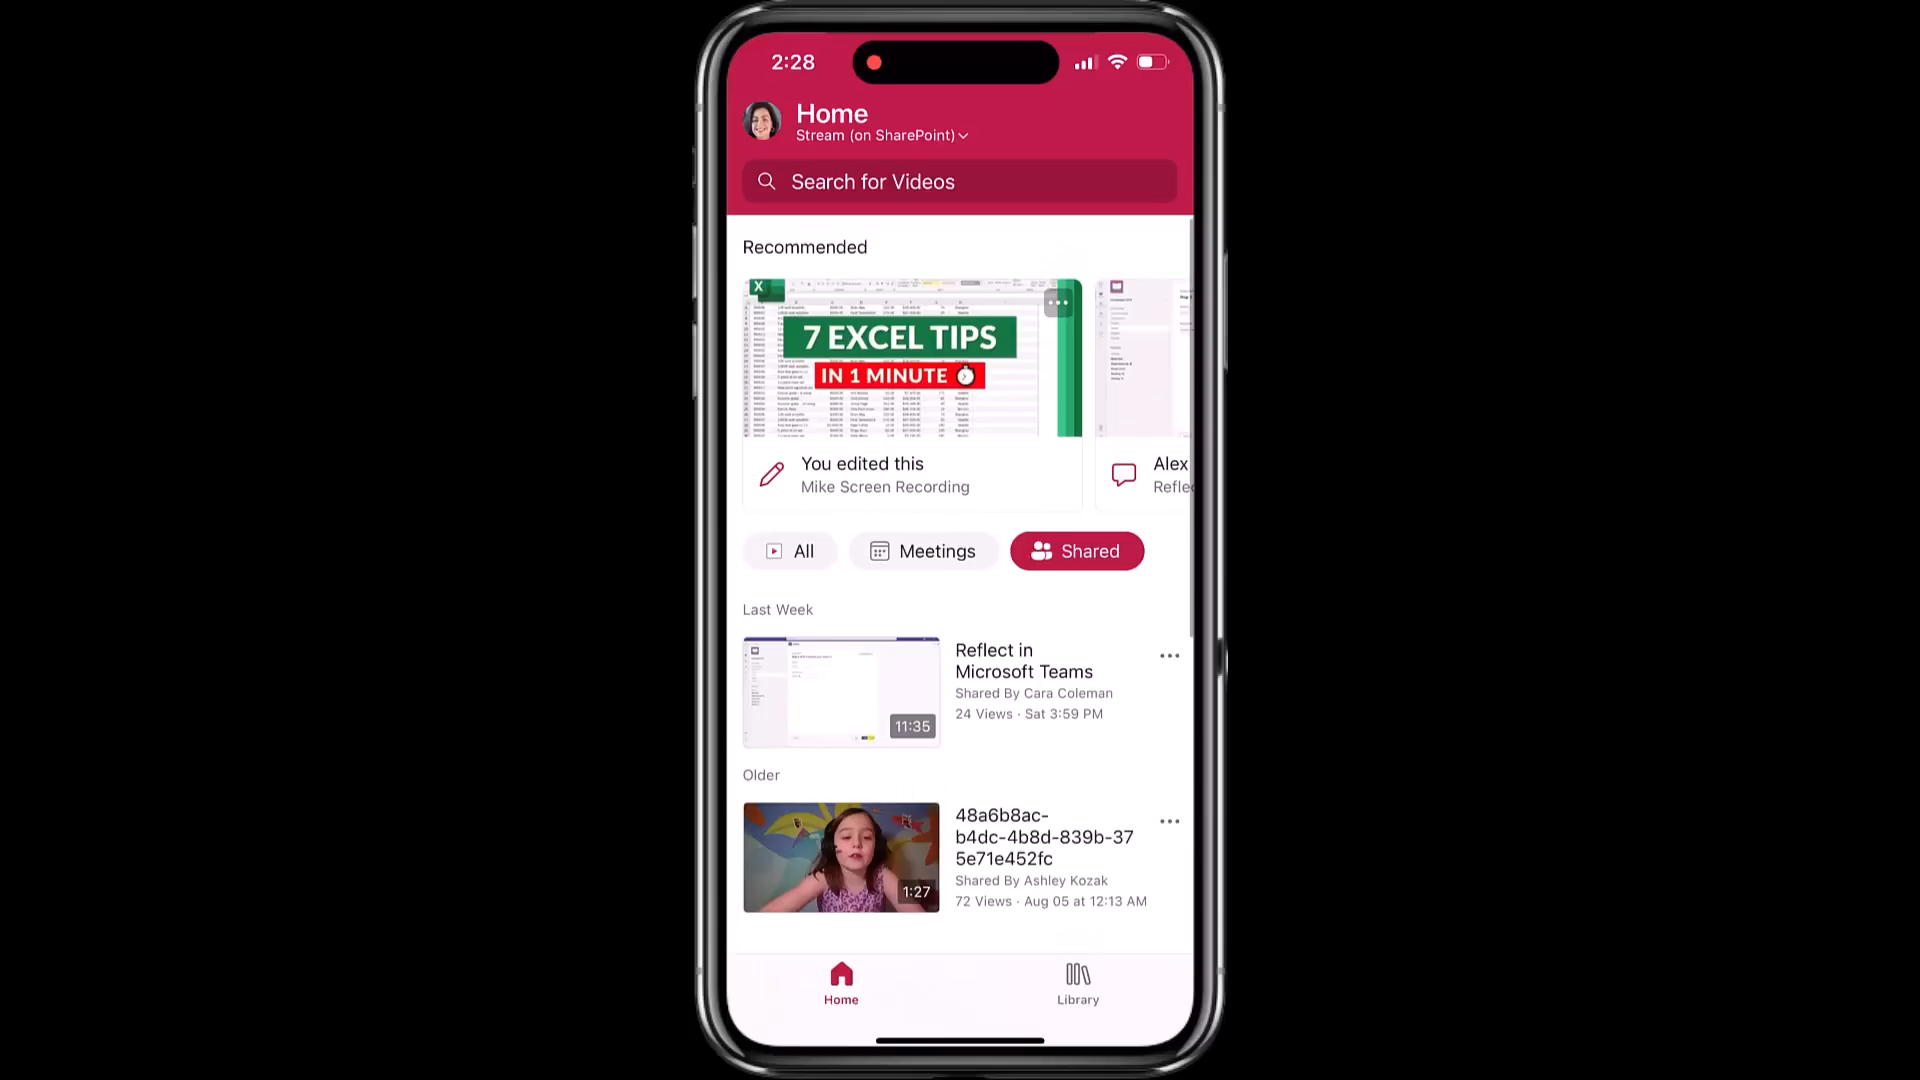 2:28
Home
Stream (on SharePoint)
Search for Videos
Recommended
X
7 EXCEL TIPS
IN 1 MINUTE
You edited this
Mike Screen Recording
Alex
Refle
All
Meetings
Shared
Last Week
Reflect in
Microsoft Teams
Shared By Cara Coleman
24 Views · Sat 3:59 PM
11:35
Older
48a6b8ac-
b4dc-4b8d-839b-37
5e71e452fc
Shared By Ashley Kozak
72 Views · Aug 05 at 12:13 AM
1:27
Home
Library